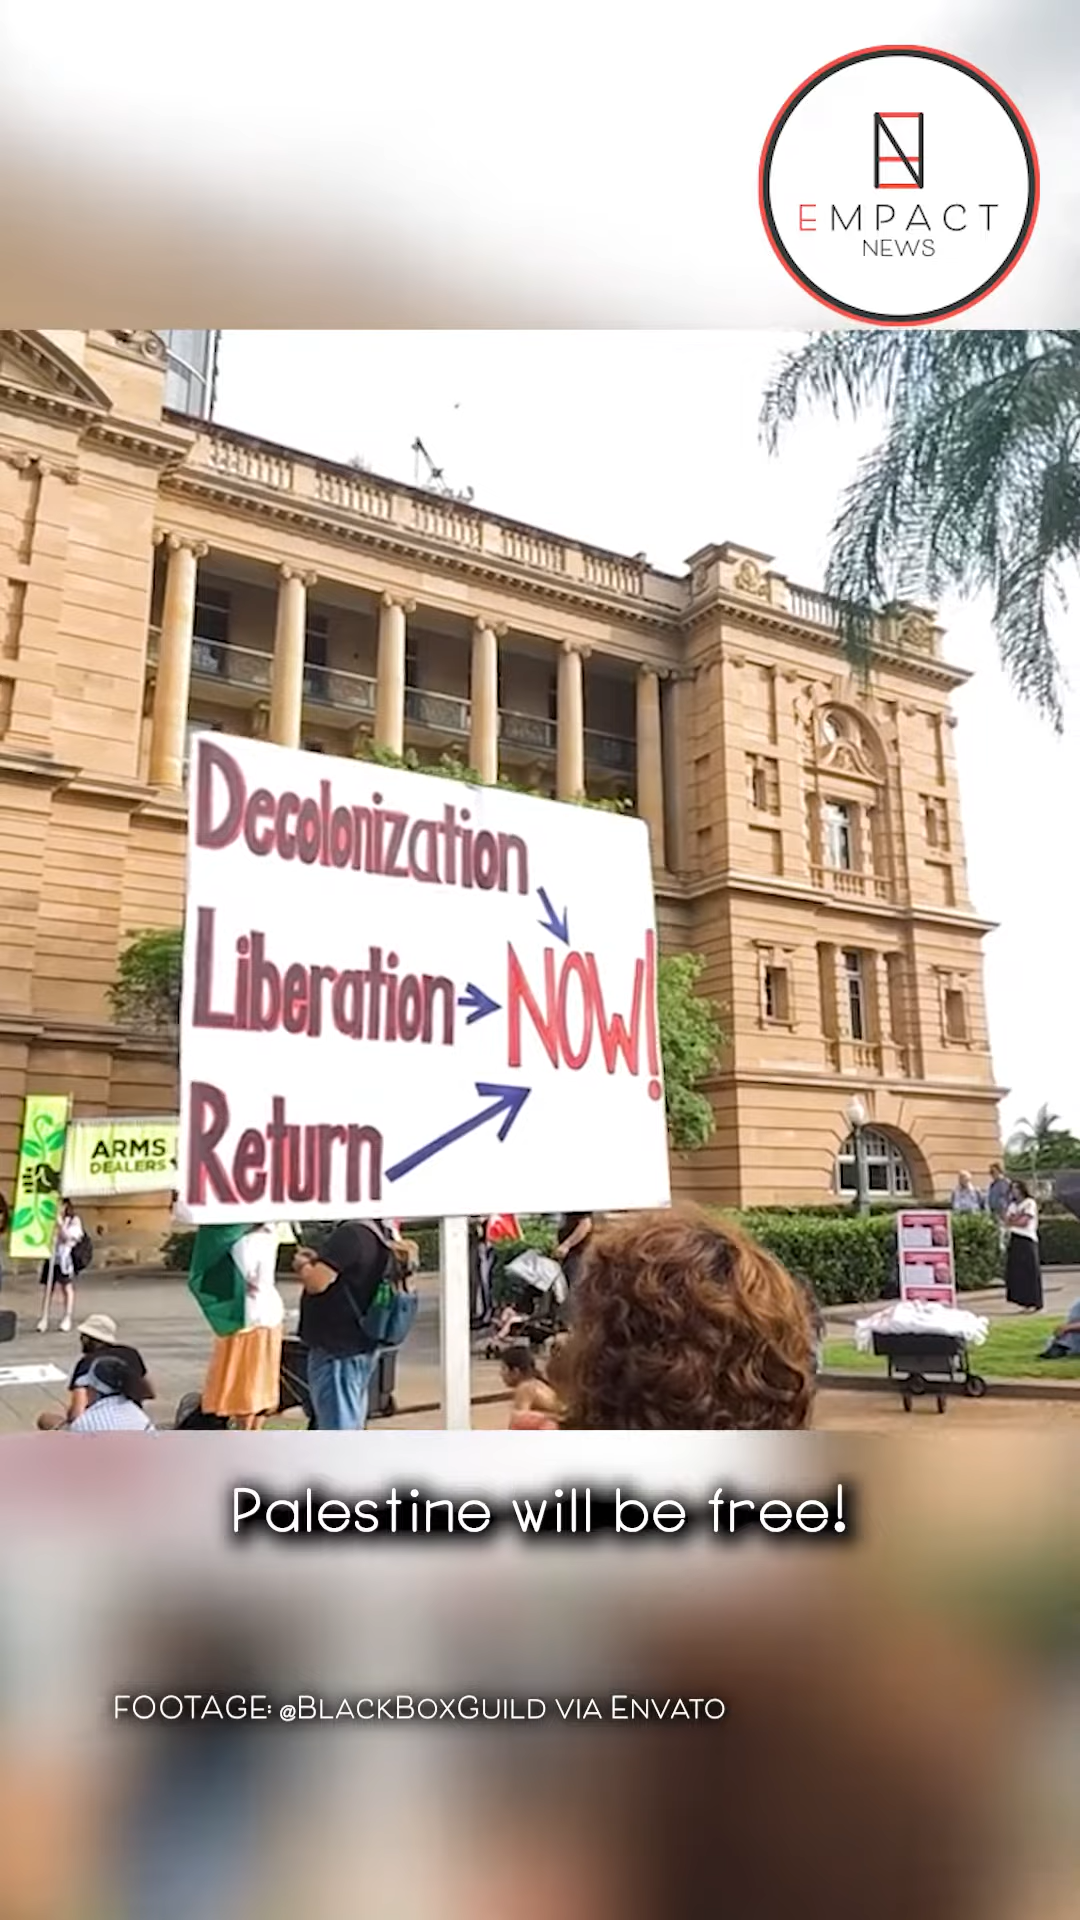 EMPACT
NEWS
Decolonization
Liberation
NOW!
Return
ARMS
DEALERS
Palestine will be free!
FOOTAGE: @BLACKBOXGUILD VIA ENVATO